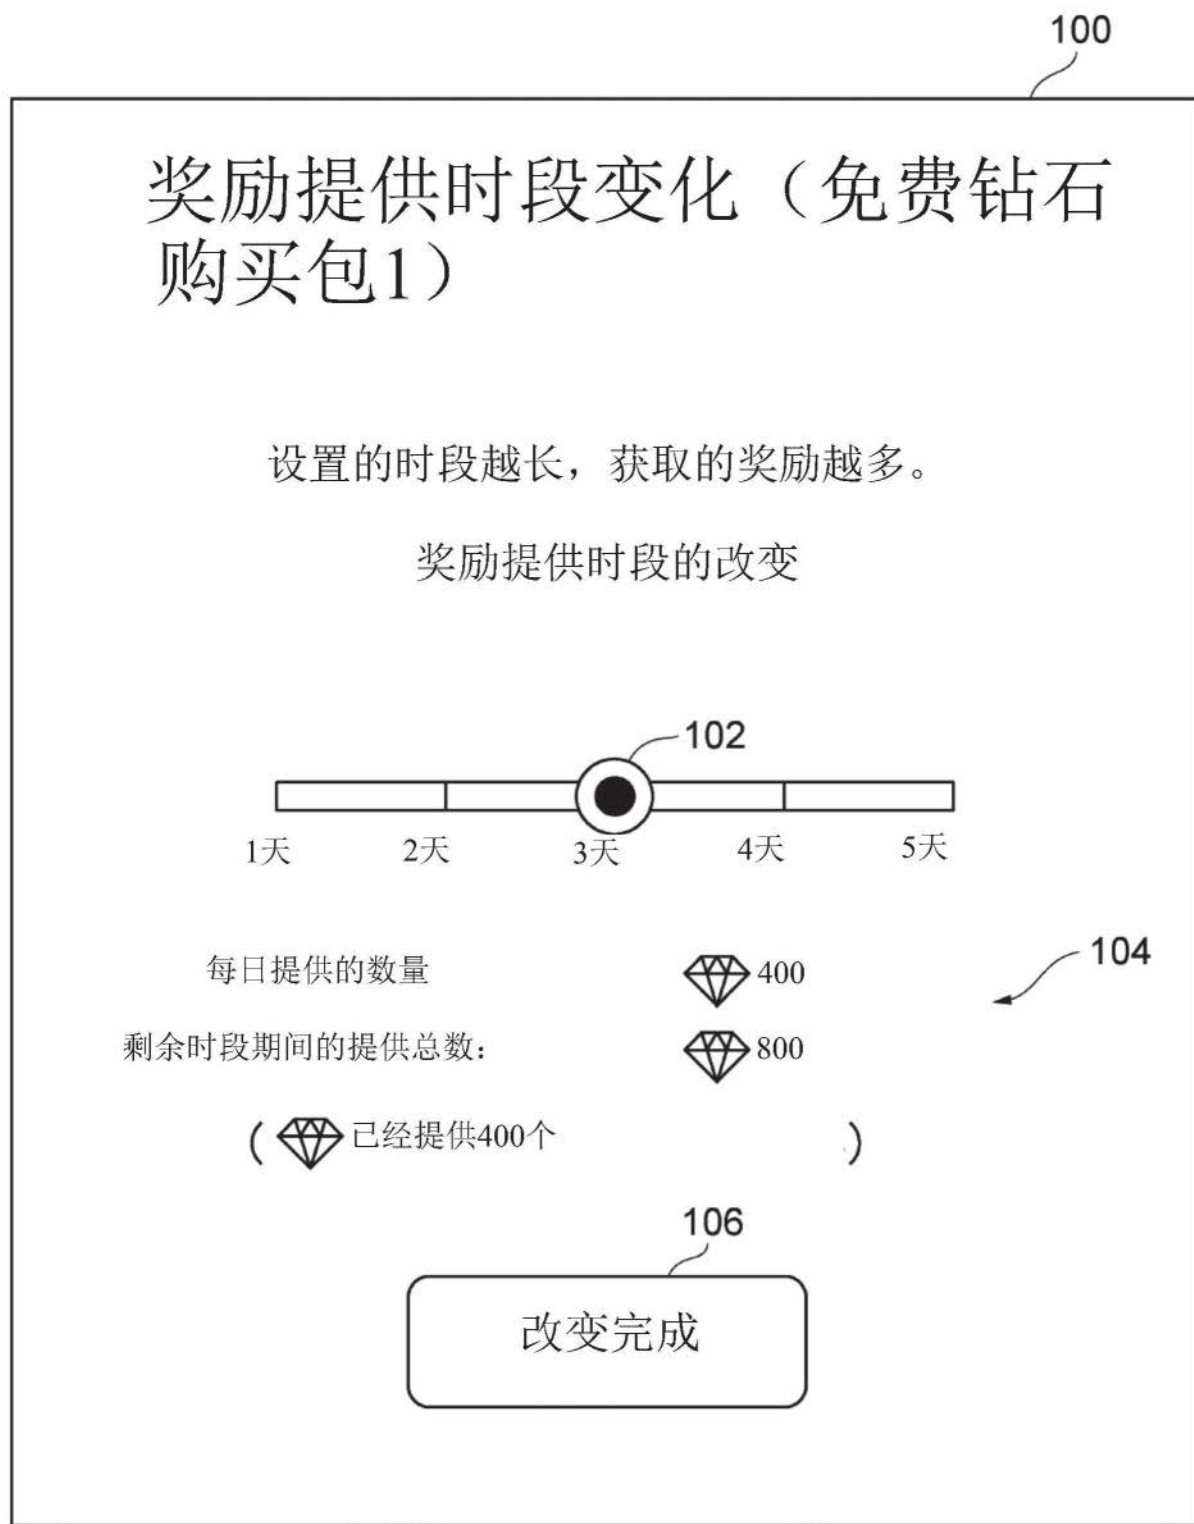 100
奖励提供时段变化（免费钻石
购买包1）
设置的时段越长，获取的奖励越多。
奖励提供时段的改变
102
1天 2天 3天 4天 5天
104
每日提供的数量 400
剩余时段期间的提供总数： 800
（ 已经提供400个 ）
106
改变完成